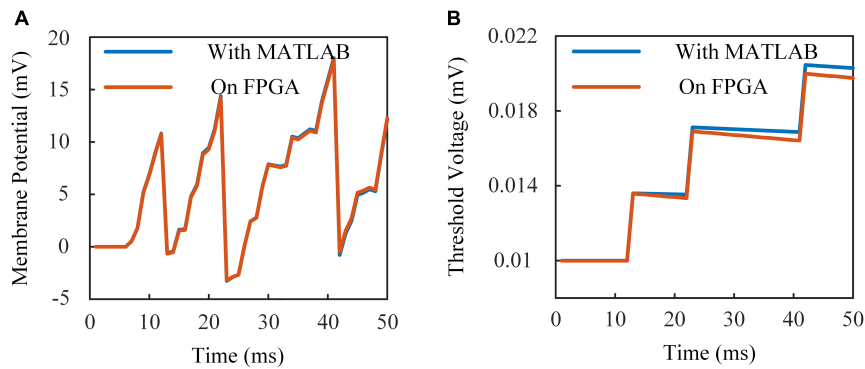 A
20
15
10
5
0
-5
Membrane Potential (mV)
With MATLAB
On FPGA
0 10 20 30 40 50
Time (ms)
B
0.022
0.018
0.014
0.01
Threshold Voltage (mV)
With MATLAB
On FPGA
0 10 20 30 40 50
Time (ms)